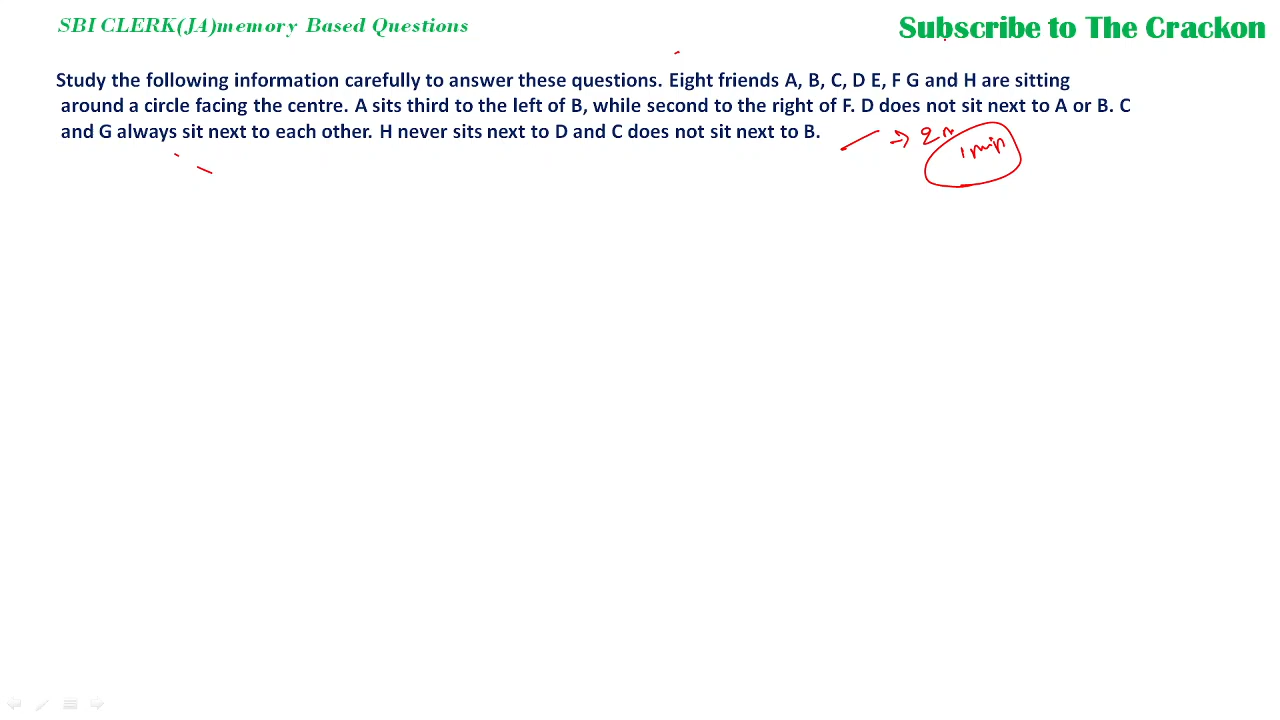 SBI CLERK(JA)memory Based Questions
Subscribe to The Crackon
Study the following information carefully to answer these questions. Eight friends A, B, C, D E, F G and H are sitting
around a circle facing the centre. A sits third to the left of B, while second to the right of F. D does not sit next to A or B. C
and G always sit next to each other. H never sits next to D and C does not sit next to B.
1 min